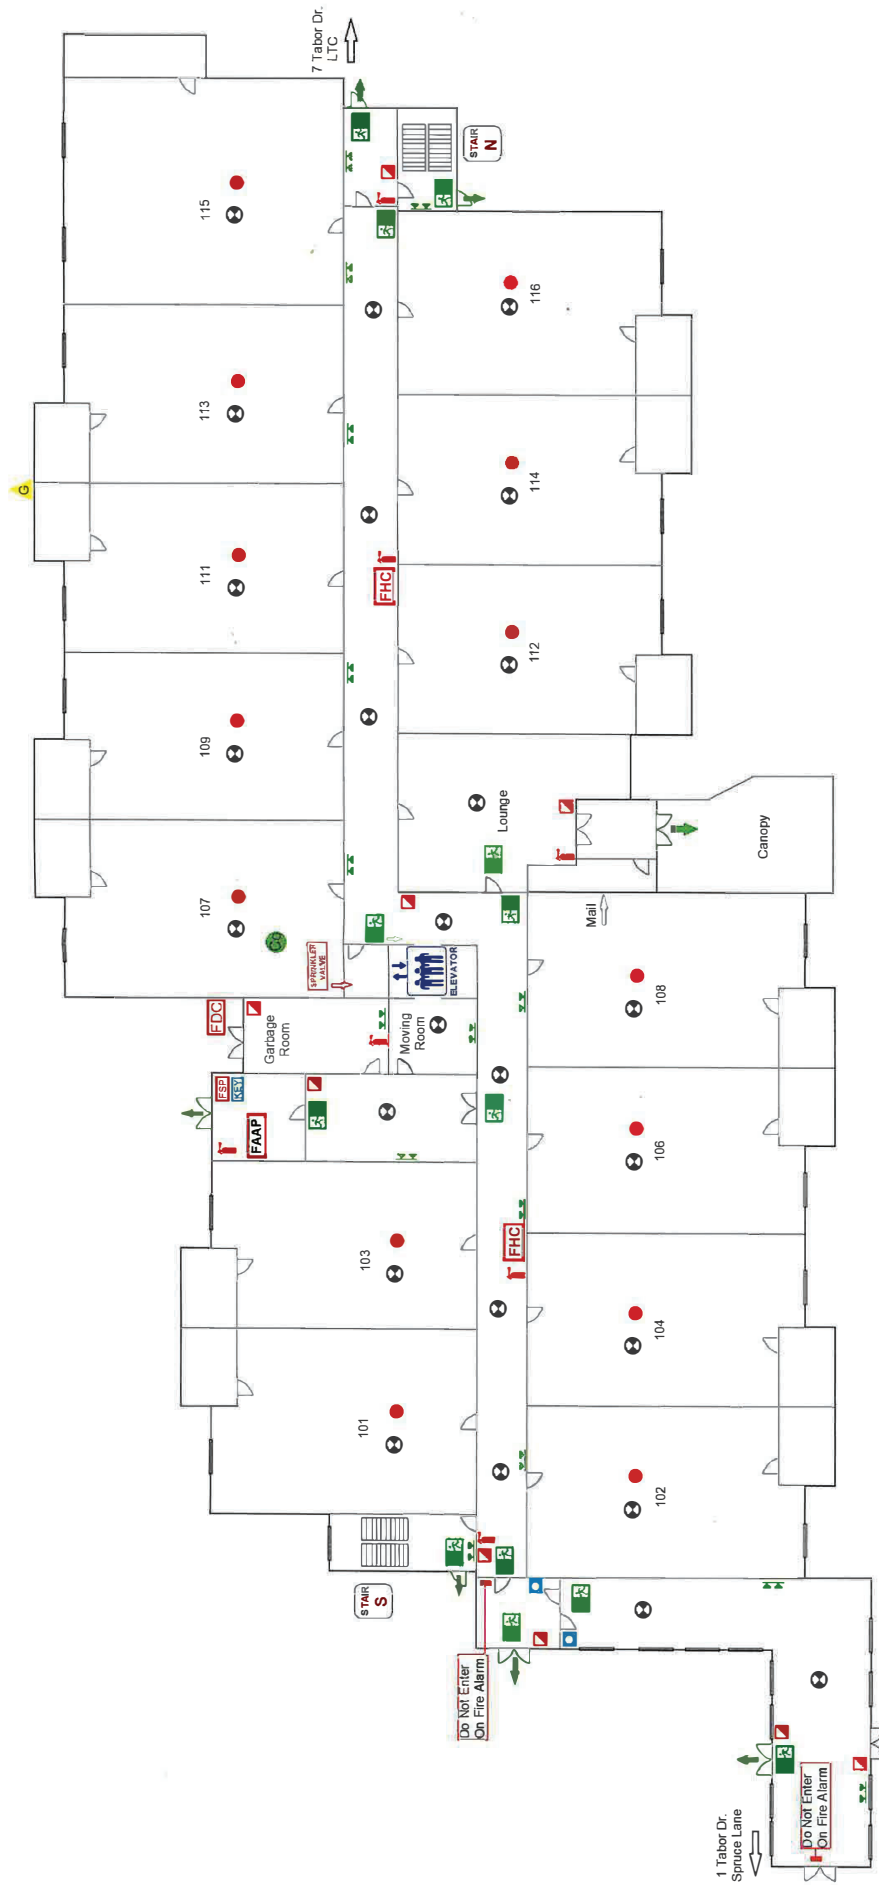 7 Tabor Dr.
LTC
STAIR
N
115
113
G
111
109
107
116
114
112
FHC
Lounge
Canopy
Mail
CG
SPRINKLER
VALVE
ELEVATOR
FDC
Garbage
Room
Moving
Room
FSP
KEY
FAAP
103
101
FHC
108
106
104
102
STAIR
S
Do Not Enter
On Fire Alarm
Do Not Enter
On Fire Alarm
1 Tabor Dr.
Spruce Lane